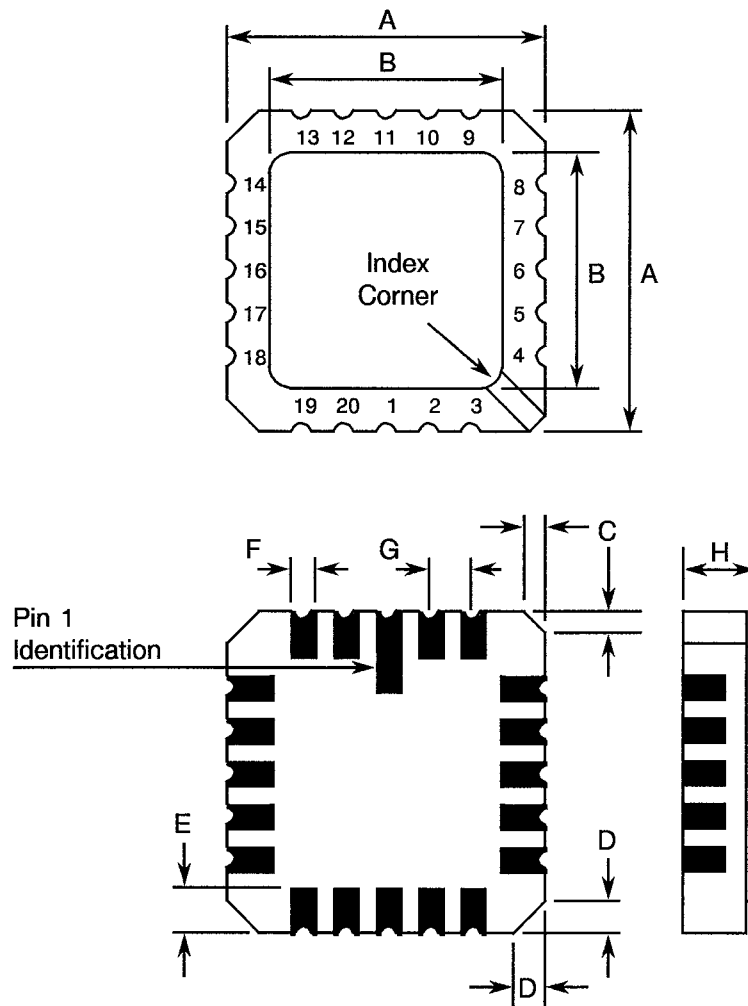 A
B
13 12 11 10 9
14 8
15 7
16 6
17 5
18 4
Index
Corner
B A
19 20 1 2 3
F G C H
Pin 1
Identification
E D
D